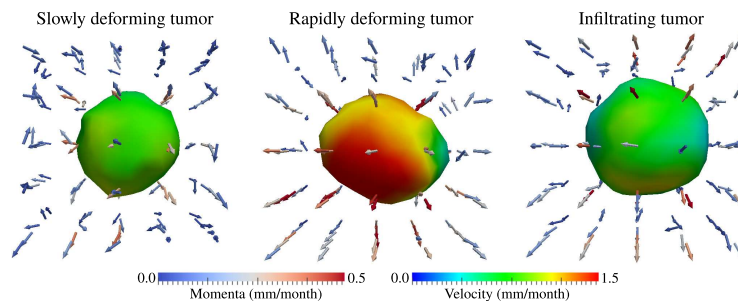 Slowly deforming tumor Rapidly deforming tumor Infiltrating tumor
0.0 0.5 0.0 1.5
Momenta (mm/month) Velocity (mm/month)